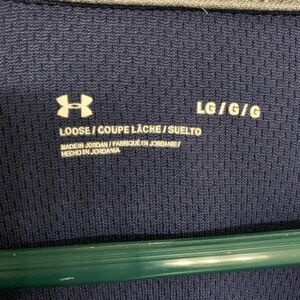 LG / G / G
LOOSE / COUPE LÂCHE / SUELTO
MADE IN JORDAN / FABRIQUÉ EN JORDANIE /
HECHO EN JORDANIA